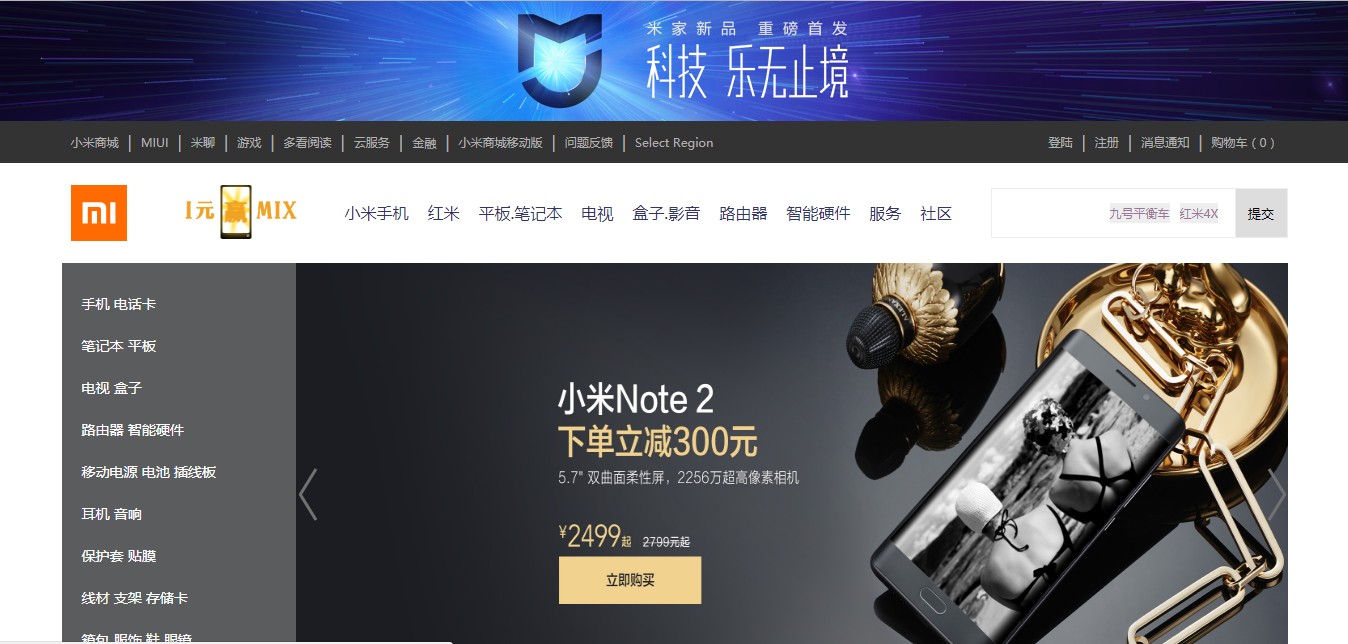 米家新品 重磅首发
科技 乐无止境
小米商城 | MIUI | 米聊 | 游戏 | 多看阅读 | 云服务 | 金融 | 小米商城移动版 | 问题反馈 | Select Region
登陆 | 注册 | 消息通知 | 购物车 ( 0 )
1元赢MIX
小米手机 红米 平板.笔记本 电视 盒子.影音 路由器 智能硬件 服务 社区
九号平衡车 红米4X 提交
手机 电话卡
笔记本 平板
电视 盒子
路由器 智能硬件
移动电源 电池 插线板
耳机 音响
保护套 贴膜
线材 支架 存储卡
箱包 服饰 鞋 眼镜
小米Note 2
下单立减300元
5.7" 双曲面柔性屏，2256万超高像素相机
¥2499起 2799元起
立即购买